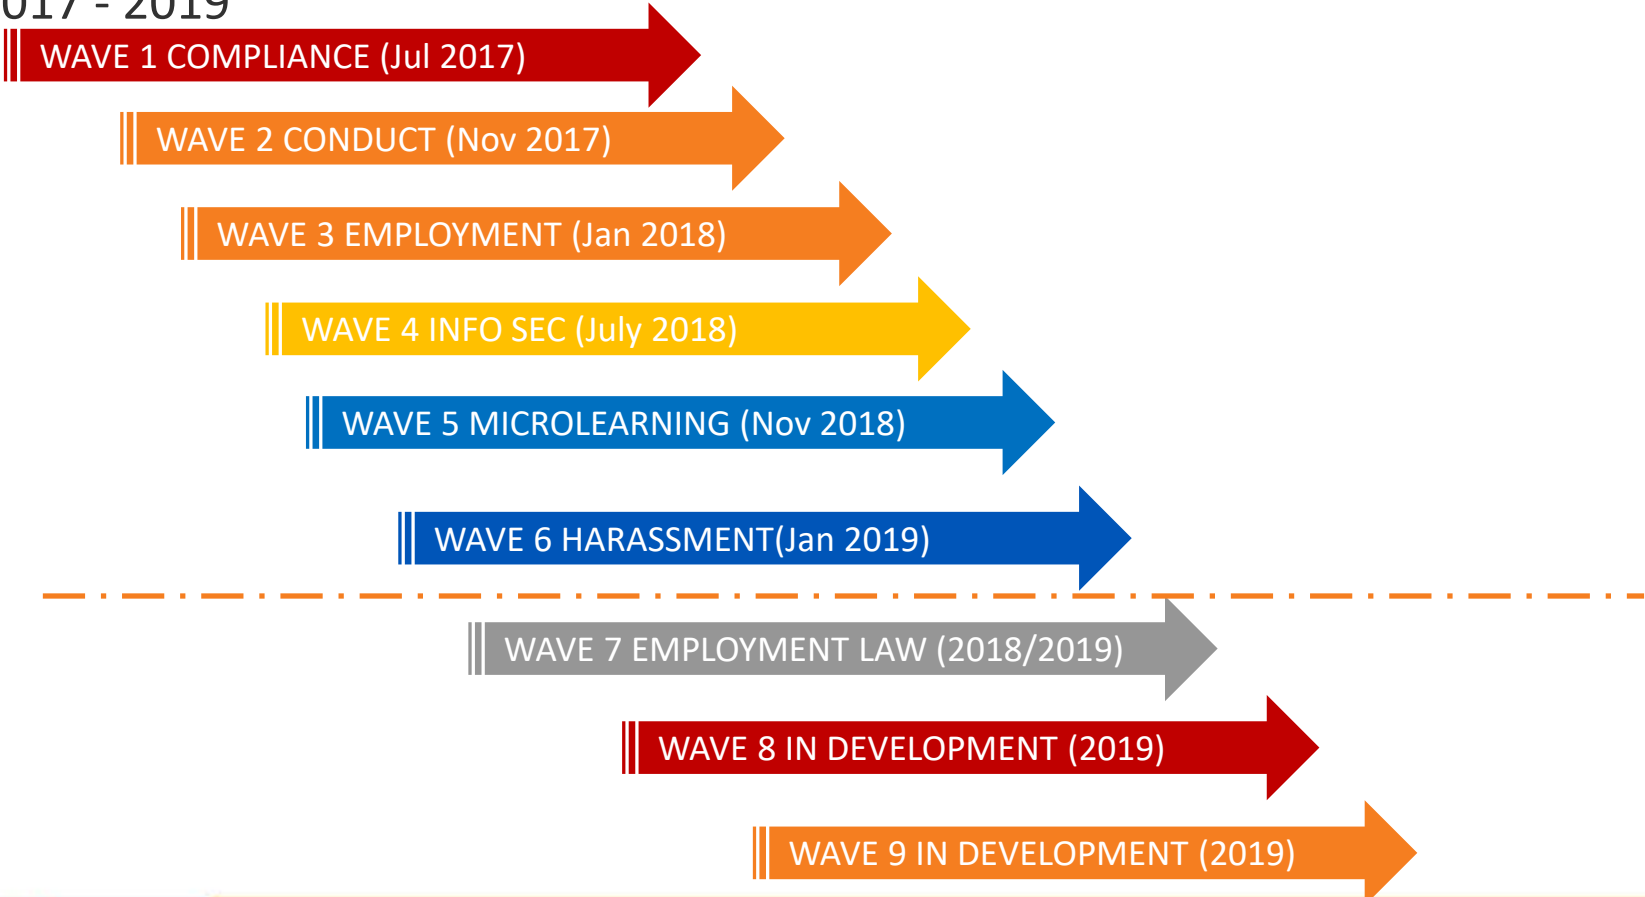 017 - 2019
WAVE 1 COMPLIANCE (Jul 2017)
WAVE 2 CONDUCT (Nov 2017)
WAVE 3 EMPLOYMENT (Jan 2018)
WAVE 4 INFO SEC (July 2018)
WAVE 5 MICROLEARNING (Nov 2018)
WAVE 6 HARASSMENT(Jan 2019)
WAVE 7 EMPLOYMENT LAW (2018/2019)
WAVE 8 IN DEVELOPMENT (2019)
WAVE 9 IN DEVELOPMENT (2019)